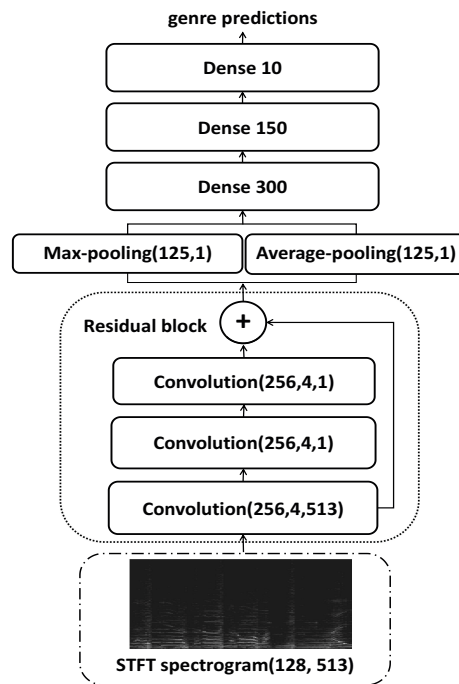 genre predictions
Dense 10
Dense 150
Dense 300
Max-pooling(125,1)
Average-pooling(125,1)
Residual block
+
Convolution(256,4,1)
Convolution(256,4,1)
Convolution(256,4,513)
STFT spectrogram(128, 513)